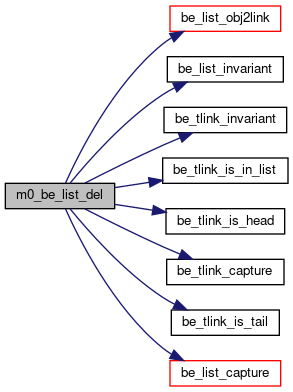 be_list_obj2link
be_list_invariant
be_tlink_invariant
be_tlink_is_in_list
m0_be_list_del
be_tlink_is_head
be_tlink_capture
be_tlink_is_tail
be_list_capture